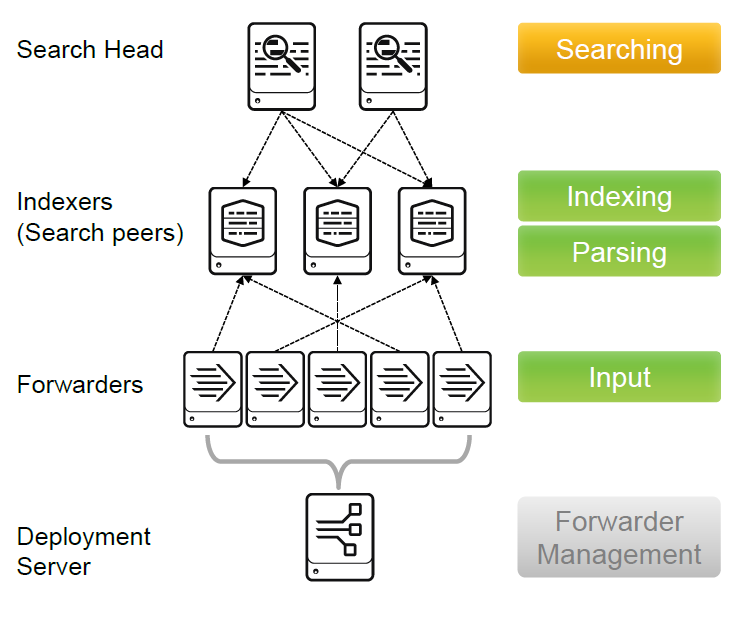 Search Head
Searching
Indexers
(Search peers)
Indexing
Parsing
Forwarders
Input
Deployment
Server
Forwarder
Management